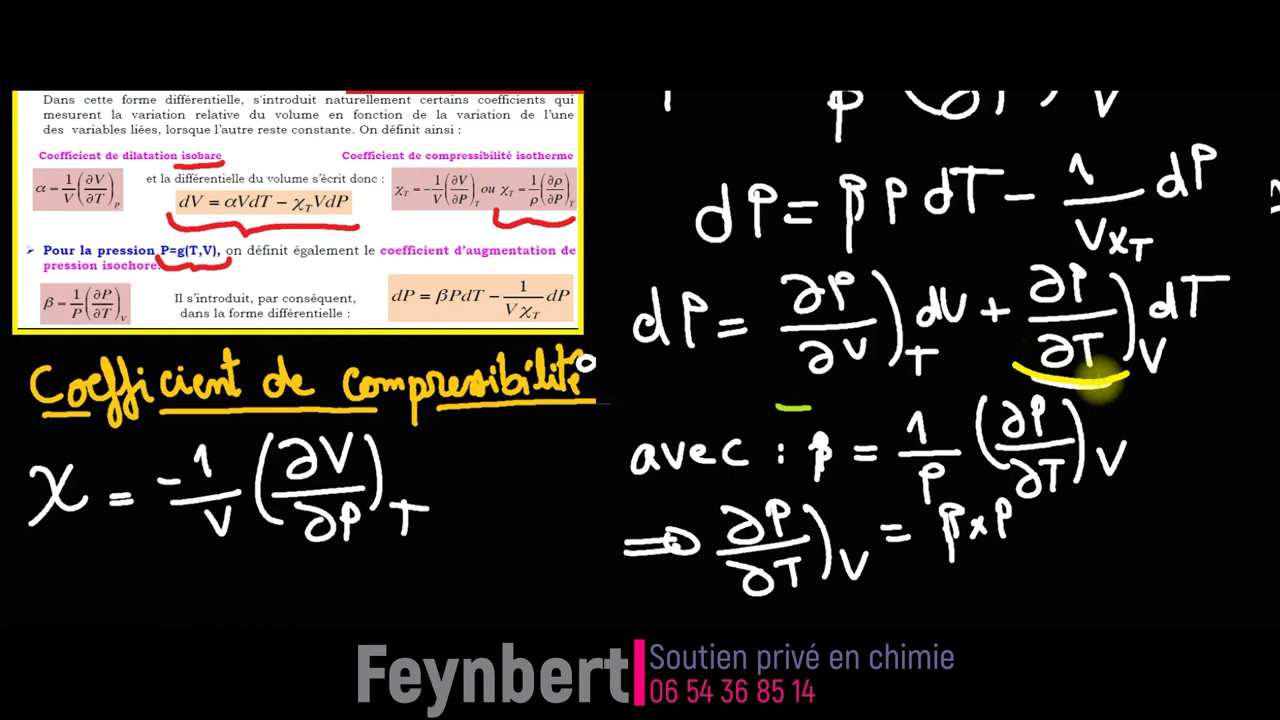 Dans cette forme différentielle, s'introduit naturellement certains coefficients qui
mesurent la variation relative du volume en fonction de la variation de l'une
des variables liées, lorsque l'autre reste constante. On définit ainsi :
Coefficient de dilatation isobare
Coefficient de compressibilité isotherme
α = 1/V (∂V/∂T)_p
et la différentielle du volume s'écrit donc :
dV = αVdT − χ_T VdP
χ_T = −1/V (∂V/∂P)_T ou χ_T = 1/ρ (∂ρ/∂P)_T
➢ Pour la pression P=g(T,V), on définit également le coefficient d'augmentation de
pression isochore:
β = 1/P (∂P/∂T)_V
Il s'introduit, par conséquent,
dans la forme différentielle :
dP = βPdT − 1/(Vχ_T) dP
Coefficient de compressibilité
χ = −1/V (∂V/∂P)_T
dP = β P dT − 1/(Vχ_T) dP
dP = ∂P/∂V)_T dV + ∂P/∂T)_V dT
avec : β = 1/P (∂P/∂T)_V
⇒ ∂P/∂T)_V = β × P
Feynbert
Soutien privé en chimie
06 54 36 85 14